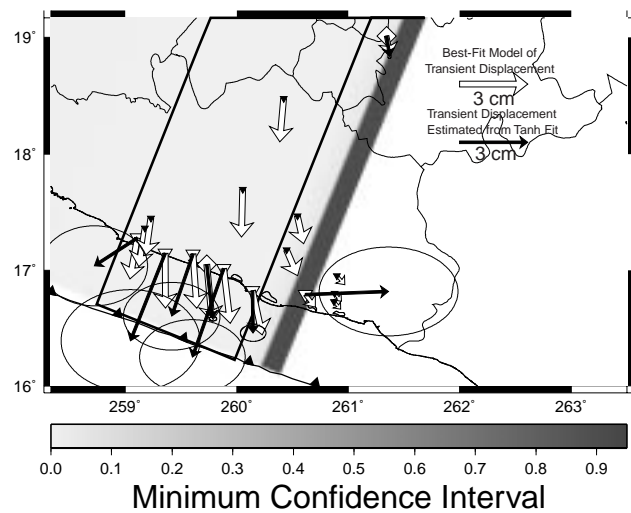 19°
18°
17°
16°
Best-Fit Model of
Transient Displacement
3 cm
Transient Displacement
Estimated from Tanh Fit
3 cm
259° 260° 261° 262° 263°
0.0 0.1 0.2 0.3 0.4 0.5 0.6 0.7 0.8 0.9
Minimum Confidence Interval